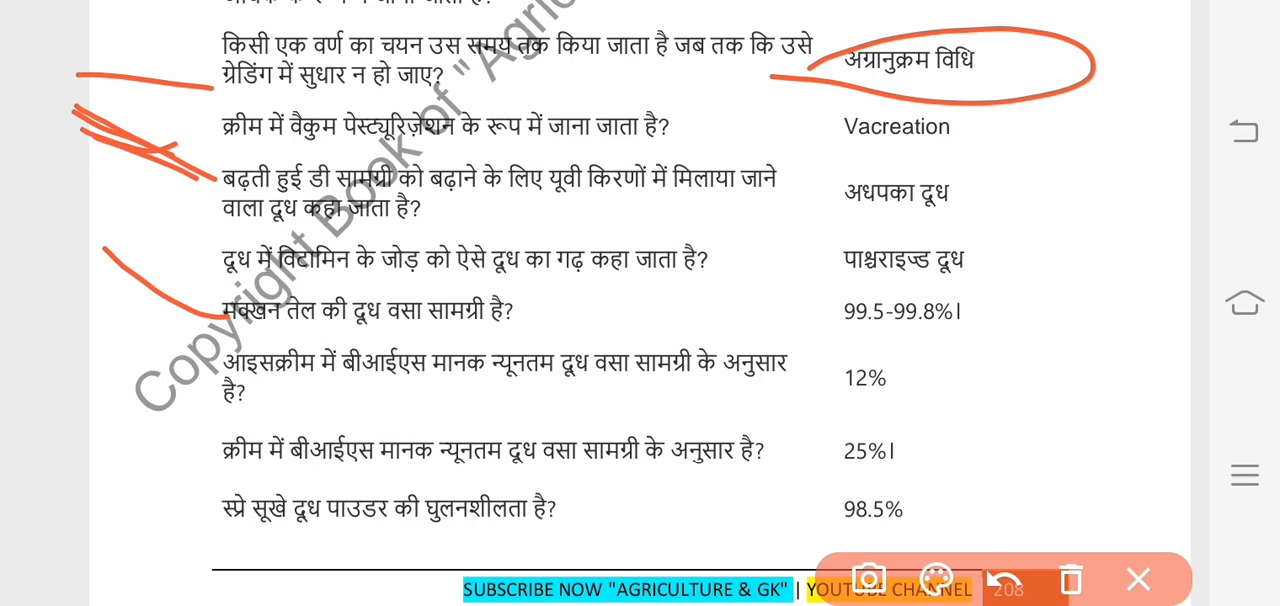 किसी एक वर्ण का चयन उस समय तक किया जाता है जब तक कि उसे
ग्रेडिंग में सुधार न हो जाए?
अग्रानुक्रम विधि
क्रीम में वैकुम पेस्ट्यूरिज़ेशन के रूप में जाना जाता है?
Vacreation
बढ़ती हुई डी सामग्री को बढ़ाने के लिए यूवी किरणों में मिलाया जाने
वाला दूध कहा जाता है?
अधपका दूध
दूध में विटामिन के जोड़ को ऐसे दूध का गढ़ कहा जाता है?
पाश्चराइज्ड दूध
मक्खन तेल की दूध वसा सामग्री है?
99.5-99.8%।
आइसक्रीम में बीआईएस मानक न्यूनतम दूध वसा सामग्री के अनुसार
है?
12%
क्रीम में बीआईएस मानक न्यूनतम दूध वसा सामग्री के अनुसार है?
25%।
स्प्रे सूखे दूध पाउडर की घुलनशीलता है?
98.5%
Copyright Book of "Agric
SUBSCRIBE NOW "AGRICULTURE & GK" | YOUTUBE CHANNEL
208